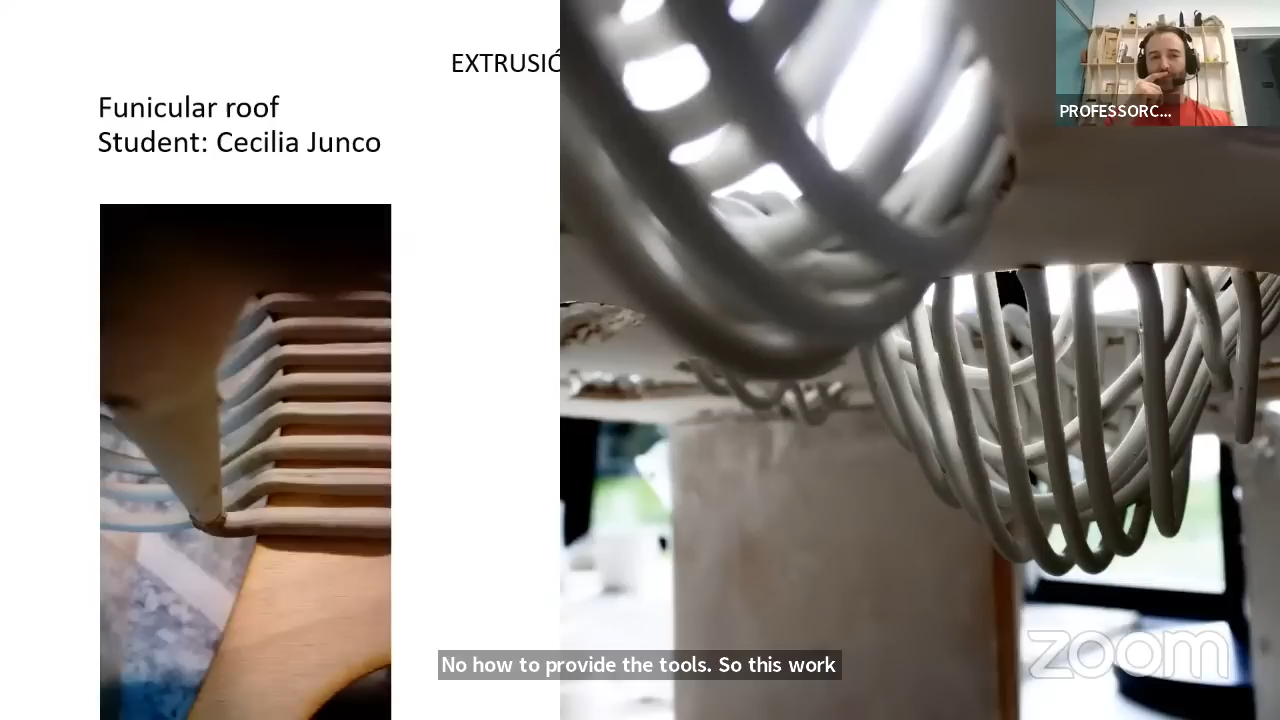 EXTRUSIÓ
Funicular roof
Student: Cecilia Junco
PROFESSORC...
No how to provide the tools. So this work
zoom